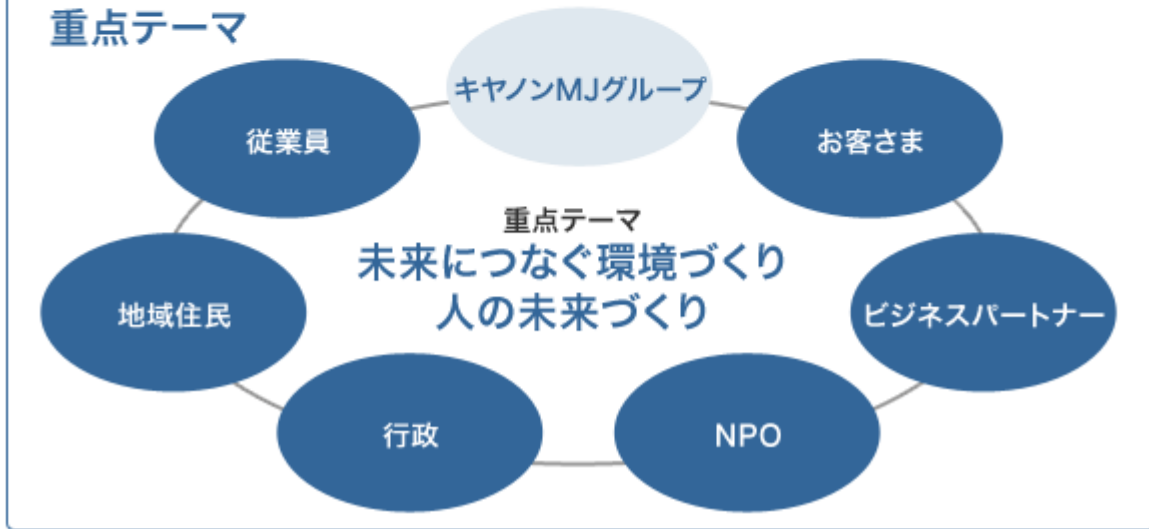 重点テーマ
キヤノンMJグループ
従業員
お客さま
重点テーマ
未来につなぐ環境づくり
人の未来づくり
地域住民
ビジネスパートナー
行政
NPO